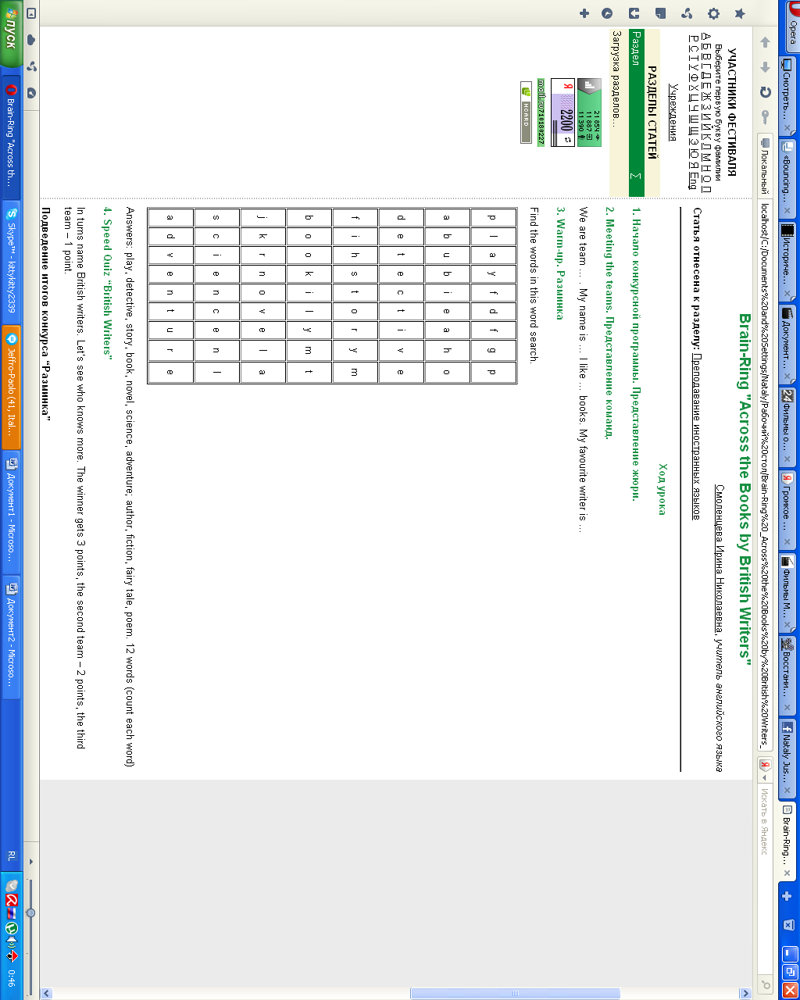 Opera
Смотреть...
«Bouncing...
Историче...
Документ...
Фильмы о...
Громкое ...
Фильмы М...
Восстани...
Nataly Jus...
Brain-Ring...
Локальный
localhost/C:/Documents%20and%20Settings/Nataly/Рабочий%20стол/Brain-Ring%20_Across%20the%20Books%20by%20British%20Writers_
Искать в Яндекс
УЧАСТНИКИ ФЕСТИВАЛЯ
Выберите первую букву фамилии
А Б В Г Д Е Ж З И Й К Л М Н О П
Р С Т У Ф Х Ц Ч Ш Щ Э Ю Я Eng
Учреждения
РАЗДЕЛЫ СТАТЕЙ
Раздел Σ
Загрузка разделов...
21 854
11 887
11 390
Я 2200
HOARD
Brain-Ring "Across the Books by British Writers"
Смоленцева Ирина Николаевна, учитель английского языка
Статья отнесена к разделу: Преподавание иностранных языков
Ход урока
1. Начало конкурсной программы. Представление жюри.
2. Meeting the teams. Представление команд.
We are team ... . My name is ... I like ... books. My favourite writer is ...
3. Warm-up. Разминка
Find the words in this word search.
p l a y f d f g p
a b u b i e a h o
d e t e c t i v e
f i h s t o r y m
b o o k i l y m t
j k r n o v e l a
s c i e n c e n l
a d v e n t u r e
Answers: play, detective, story, book, novel, science, adventure; author, fiction, fairy tale, poem. 12 words (count each word)
4. Speed Quiz “British Writers”
In turns name British writers. Let's see who knows more. The winner gets 3 points, the second team – 2 points, the third
team – 1 point.
Подведение итогов конкурса “Разминка”
пуск
Brain-Ring "Across th...
Skype™ - kittykitty2339
Jeffro-Paolo (41, Ital...
Документ1 - Microso...
Документ2 - Microso...
RL
0:46